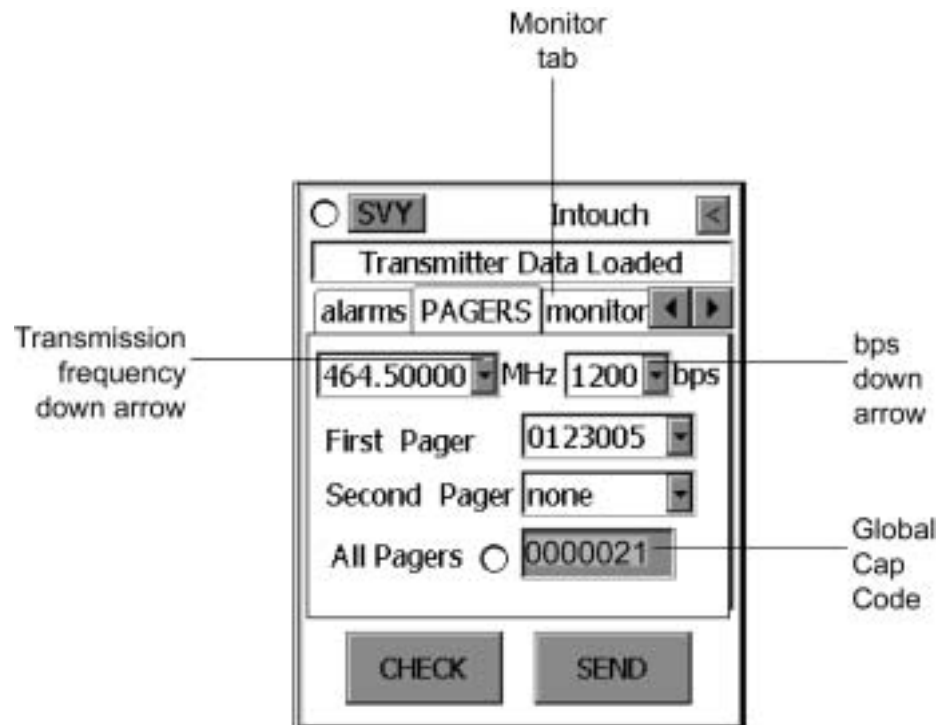 Monitor
tab
SVY Intouch <
Transmitter Data Loaded
alarms PAGERS monitor
Transmission
frequency
down arrow
464.50000 MHz 1200 bps
bps
down
arrow
First Pager 0123005
Second Pager none
All Pagers 0000021
Global
Cap
Code
CHECK SEND